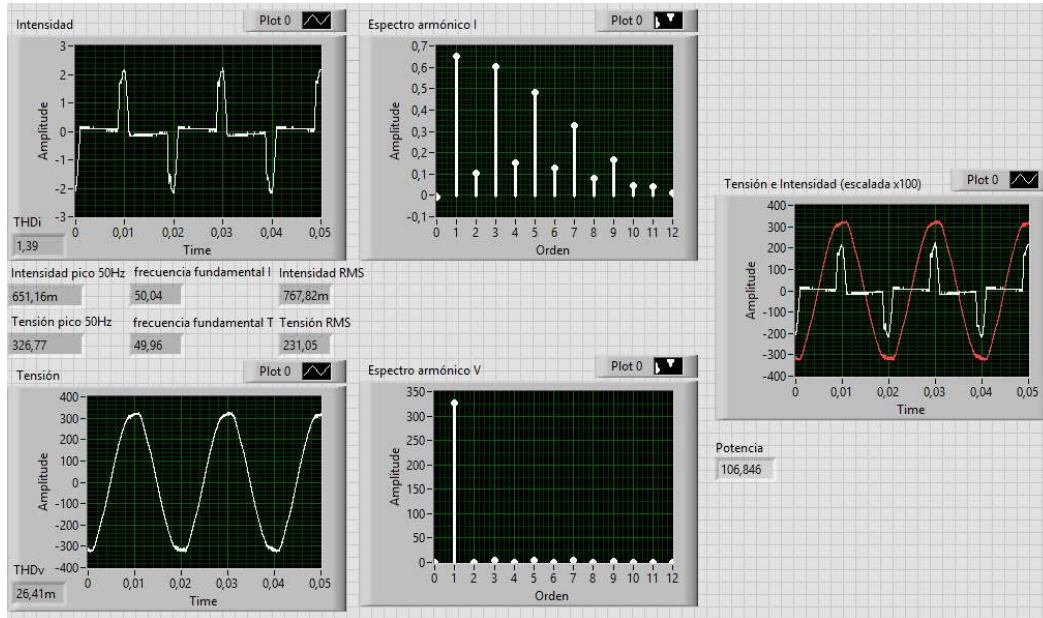 Intensidad
Plot 0
Amplitude
3
2
1
0
-1
-2
-3
0 0,01 0,02 0,03 0,04 0,05
Time
THDi
1,39
Espectro armónico I
Plot 0
Amplitude
0,7
0,6
0,5
0,4
0,3
0,2
0,1
0
-0,1
0 1 2 3 4 5 6 7 8 9 10 11 12
Orden
Intensidad pico 50Hz frecuencia fundamental I Intensidad RMS
651,16m 50,04 767,82m
Tensión pico 50Hz frecuencia fundamental T Tensión RMS
326,77 49,96 231,05
Tensión
Plot 0
Amplitude
400
300
200
100
0
-100
-200
-300
-400
0 0,01 0,02 0,03 0,04 0,05
Time
THDv
26,41m
Espectro armónico V
Plot 0
Amplitude
350
300
250
200
150
100
50
0
0 1 2 3 4 5 6 7 8 9 10 11 12
Orden
Tensión e Intensidad (escalada x100)
Plot 0
Amplitude
400
300
200
100
0
-100
-200
-300
-400
0 0,01 0,02 0,03 0,04 0,05
Time
Potencia
106,846